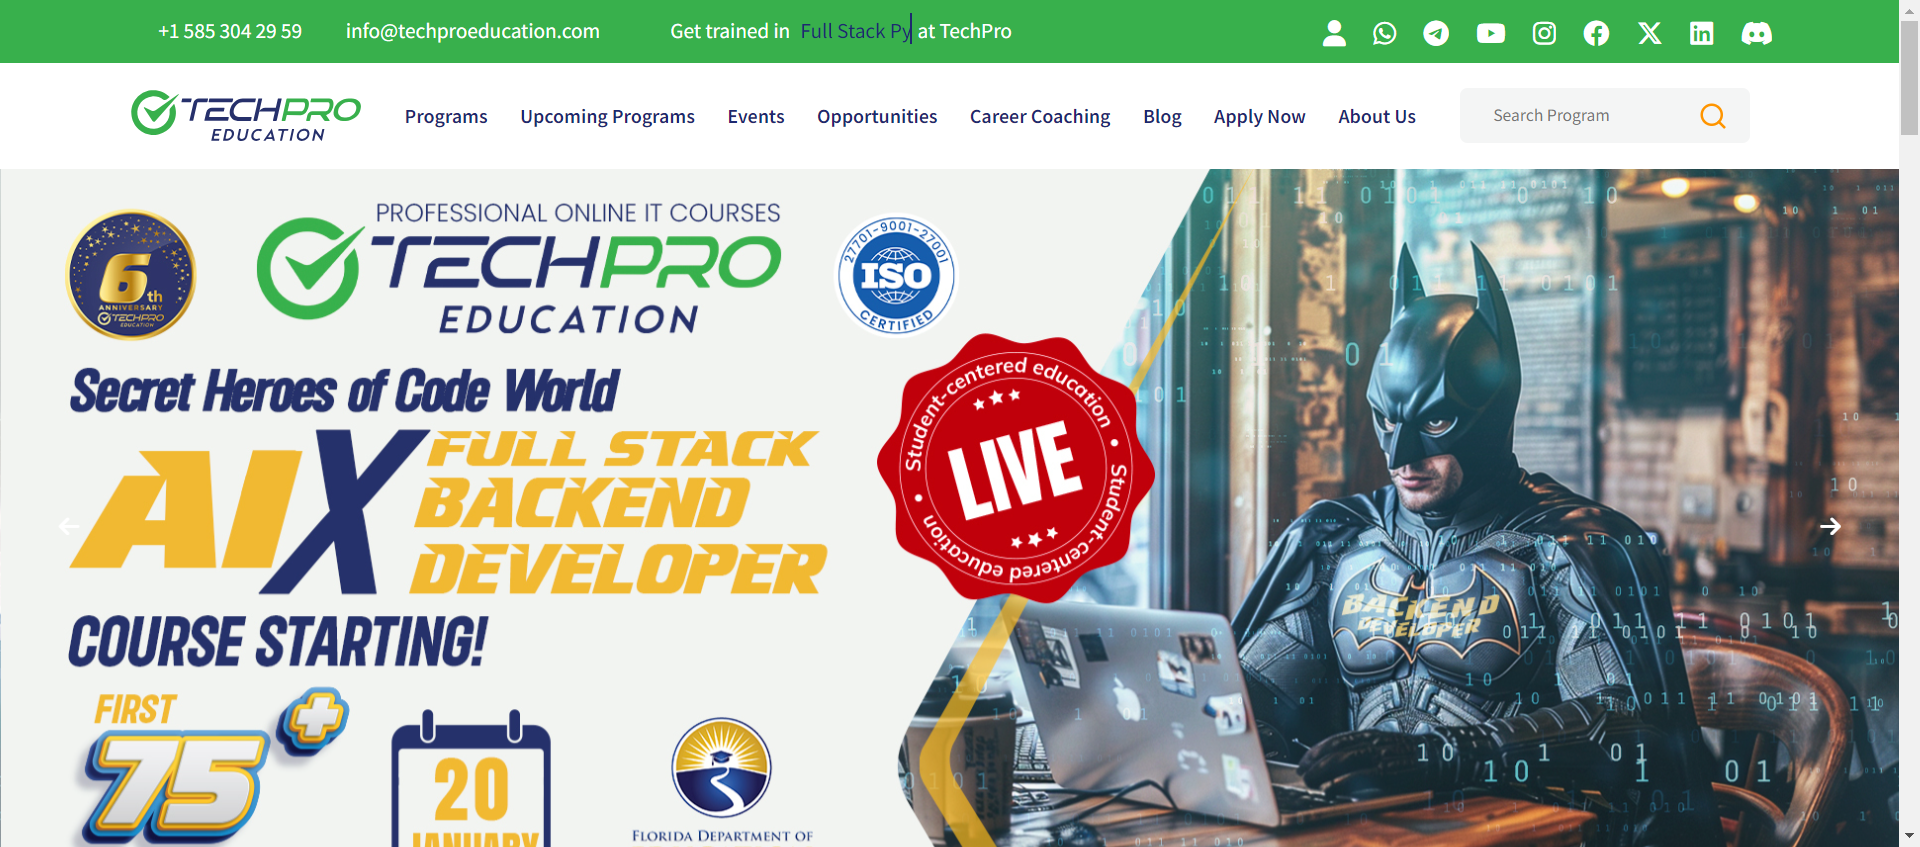 +1 585 304 29 59
info@techproeducation.com
Get trained in Full Stack Py at TechPro
TECHPRO
EDUCATION
Programs
Upcoming Programs
Events
Opportunities
Career Coaching
Blog
Apply Now
About Us
Search Program
6th
ANNIVERSARY
TECHPRO
EDUCATION
PROFESSIONAL ONLINE IT COURSES
TECHPRO
EDUCATION
27701-9001-27001
ISO
CERTIFIED
Secret Heroes of Code World
AIX
FULL STACK
BACKEND
DEVELOPER
Student-centered education
LIVE
Student-centered education
COURSE STARTING!
BACKEND
DEVELOPER
FIRST
75+
20
JANUARY
FLORIDA DEPARTMENT OF